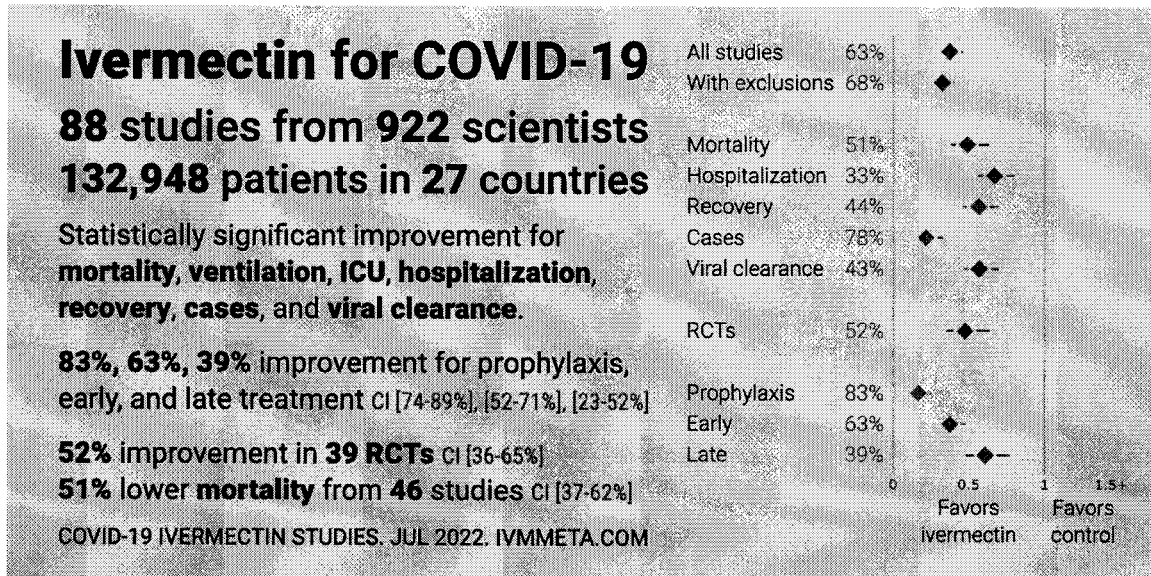 Ivermectin for COVID-19
88 studies from 922 scientists
132,948 patients in 27 countries
Statistically significant improvement for
mortality, ventilation, ICU, hospitalization,
recovery, cases, and viral clearance.
83%, 63%, 39% improvement for prophylaxis,
early, and late treatment CI [74-89%], [52-71%], [23-52%]
52% improvement in 39 RCTs CI [36-65%]
51% lower mortality from 46 studies CI [37-62%]
COVID-19 IVERMECTIN STUDIES. JUL 2022. IVMMETA.COM
All studies 63%
With exclusions 68%
Mortality 51%
Hospitalization 33%
Recovery 44%
Cases 78%
Viral clearance 43%
RCTs 52%
Prophylaxis 83%
Early 63%
Late 39%
0 0.5 1 1.5+
Favors Favors
ivermectin control